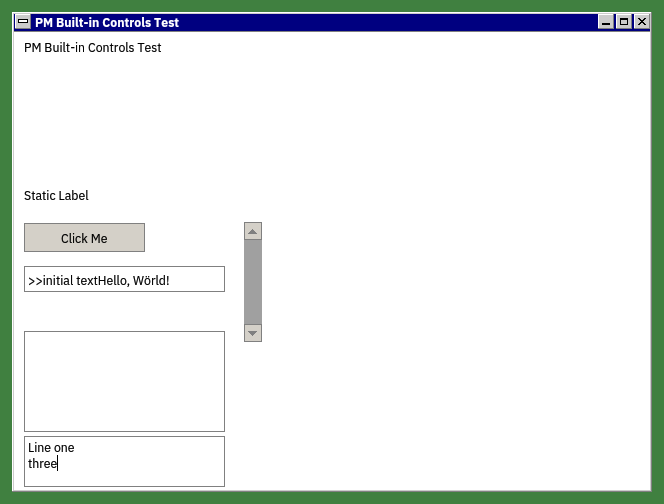 PM Built-in Controls Test
PM Built-in Controls Test
Static Label
Click Me
>>initial textHello, Wörld!
Line one
three